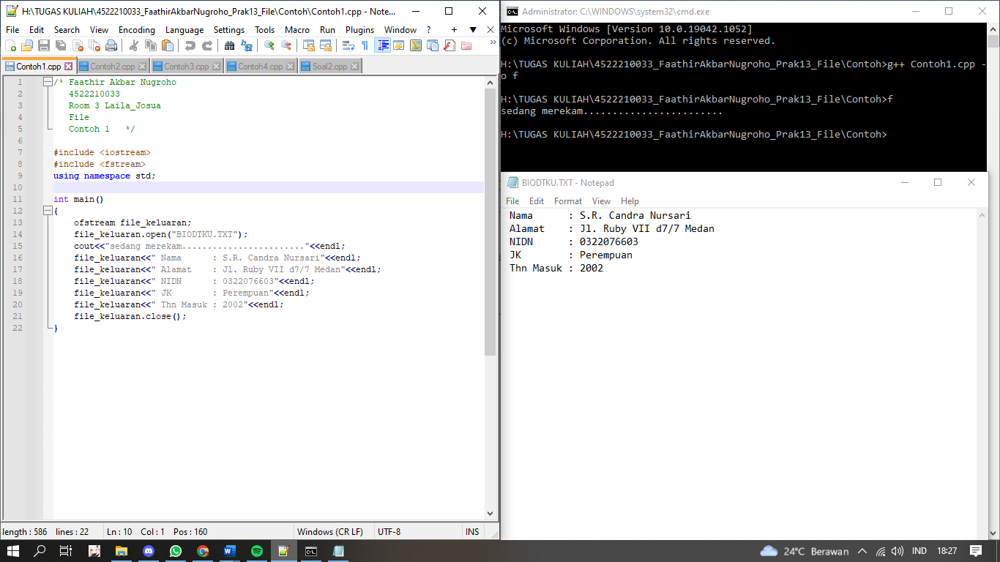 H:\TUGAS KULIAH\4522210033_FaathirAkbarNugroho_Prak13_File\Contoh\Contoh1.cpp - Note...
File Edit Search View Encoding Language Settings Tools Macro Run Plugins Window ? + ▼ X
Contoh1.cpp Contoh2.cpp Contoh3.cpp Contoh4.cpp Soal2.cpp
1 /* Faathir Akbar Nugroho
2 4522210033
3 Room 3 Laila_Josua
4 File
5 Contoh 1 */
6
7 #include <iostream>
8 #include <fstream>
9 using namespace std;
10
11 int main()
12 {
13 ofstream file_keluaran;
14 file_keluaran.open("BIODTKU.TXT");
15 cout<<"sedang merekam........................"<<endl;
16 file_keluaran<<" Nama : S.R. Candra Nursari"<<endl;
17 file_keluaran<<" Alamat : Jl. Ruby VII d7/7 Medan"<<endl;
18 file_keluaran<<" NIDN : 0322076603"<<endl;
19 file_keluaran<<" JK : Perempuan"<<endl;
20 file_keluaran<<" Thn Masuk : 2002"<<endl;
21 file_keluaran.close();
22 }
length : 586 lines : 22 Ln : 10 Col : 1 Pos : 160 Windows (CR LF) UTF-8 INS
Administrator: C:\WINDOWS\system32\cmd.exe
Microsoft Windows [Version 10.0.19042.1052]
(c) Microsoft Corporation. All rights reserved.
H:\TUGAS KULIAH\4522210033_FaathirAkbarNugroho_Prak13_File\Contoh>g++ Contoh1.cpp -
o f
H:\TUGAS KULIAH\4522210033_FaathirAkbarNugroho_Prak13_File\Contoh>f
sedang merekam........................
H:\TUGAS KULIAH\4522210033_FaathirAkbarNugroho_Prak13_File\Contoh>
BIODTKU.TXT - Notepad
File Edit Format View Help
Nama : S.R. Candra Nursari
Alamat : Jl. Ruby VII d7/7 Medan
NIDN : 0322076603
JK : Perempuan
Thn Masuk : 2002
24°C Berawan IND 18:27